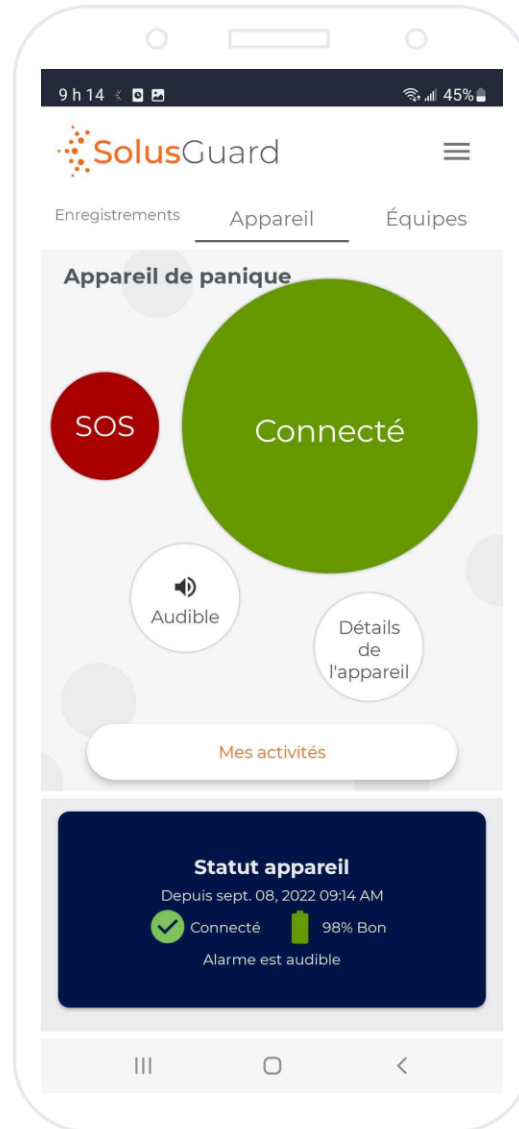 9 h 14
45%
SolusGuard
Enregistrements
Appareil
Équipes
Appareil de panique
SOS
Connecté
Audible
Détails
de
l'appareil
Mes activités
Statut appareil
Depuis sept. 08, 2022 09:14 AM
Connecté 98% Bon
Alarme est audible